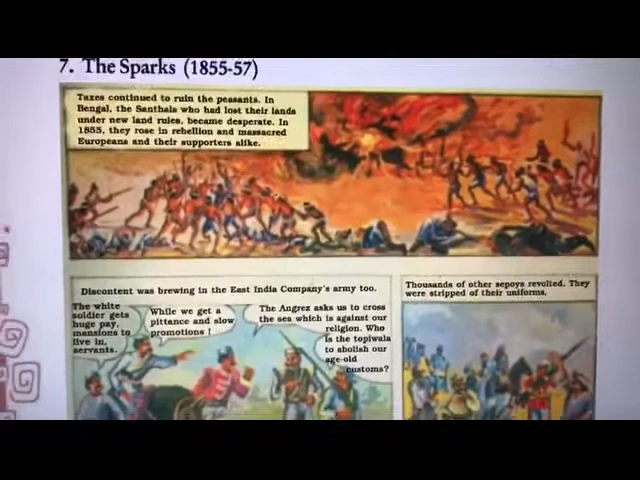 7. The Sparks (1855-57)
Taxes continued to ruin the peasants. In
Bengal, the Santhals who had lost their lands
under new land rules, became desperate. In
1855, they rose in rebellion and massacred
Europeans and their supporters alike.
Discontent was brewing in the East India Company's army too.
The white
soldier gets
huge pay,
mansions to
live in,
servants.
While we get a
pittance and slow
promotions !
The Angrez asks us to cross
the sea which is against our
religion. Who
is the topiwala
to abolish our
age-old
customs?
Thousands of other sepoys revolted. They
were stripped of their uniforms.